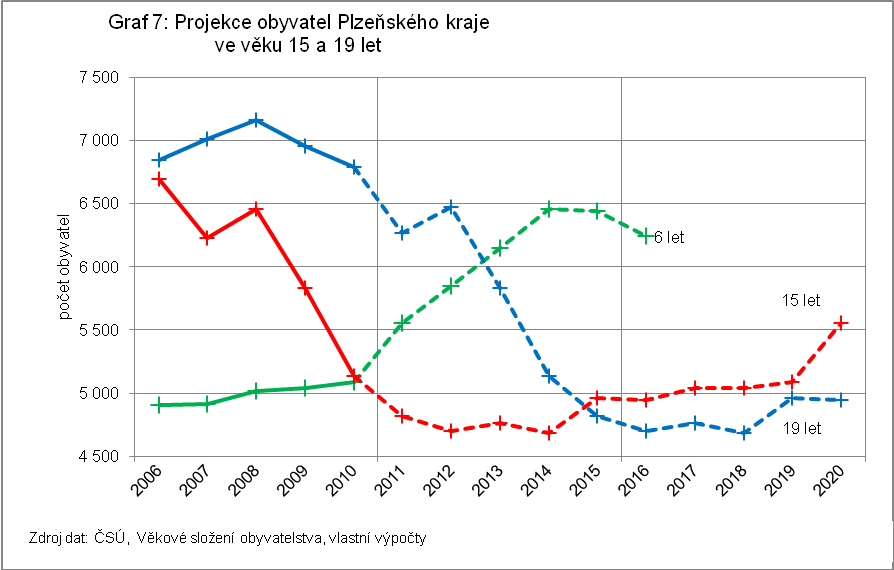 Graf 7: Projekce obyvatel Plzeňského kraje
ve věku 15 a 19 let
7 500
7 000
6 500
6 000
5 500
5 000
4 500
počet obyvatel
6 let
15 let
19 let
2006 2007 2008 2009 2010 2011 2012 2013 2014 2015 2016 2017 2018 2019 2020
Zdroj dat: ČSÚ, Věkové složení obyvatelstva, vlastní výpočty